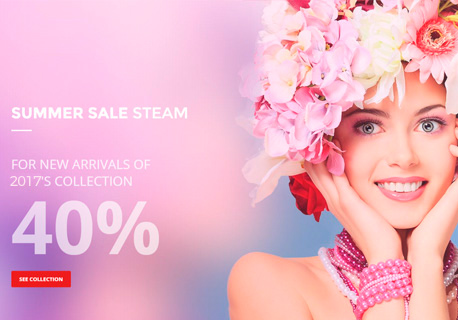 SUMMER SALE STEAM
FOR NEW ARRIVALS OF
2017'S COLLECTION
40%
SEE COLLECTION